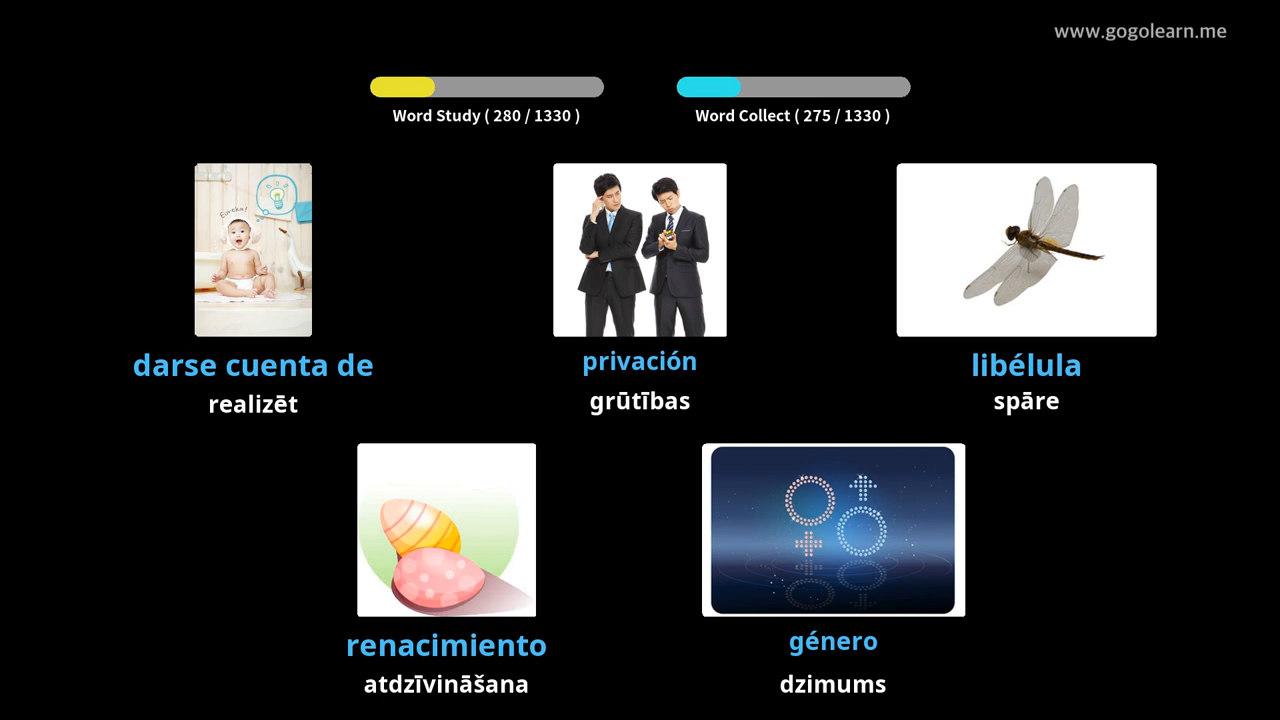 www.gogolearn.me
Word Study ( 280 / 1330 )
Word Collect ( 275 / 1330 )
Eureka!
darse cuenta de
realizēt
privación
grūtības
libélula
spāre
renacimiento
atdzīvināšana
género
dzimums